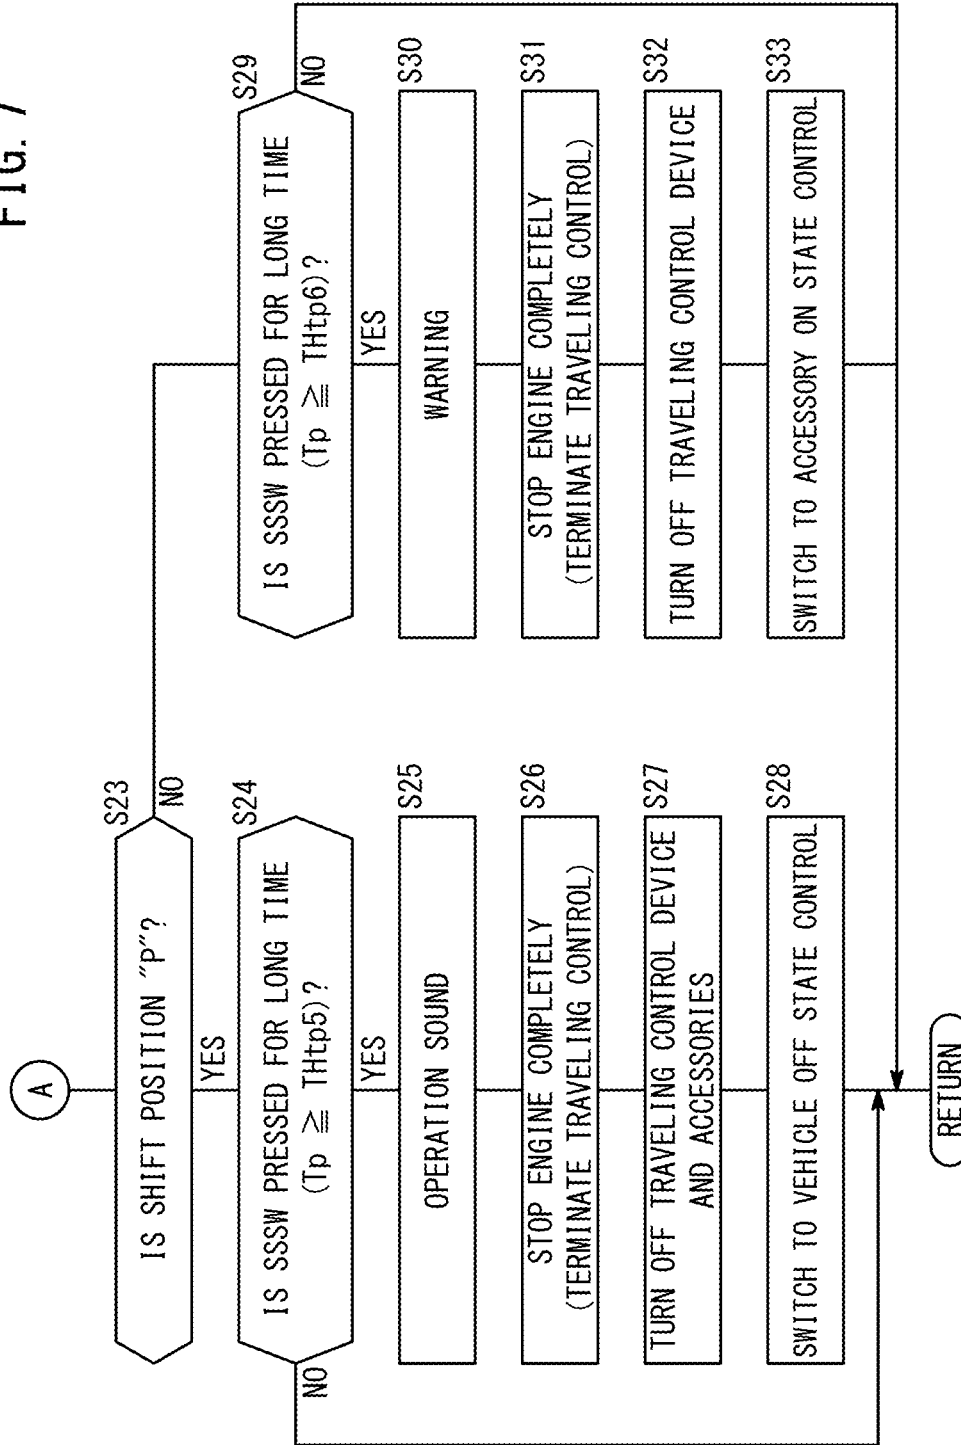 FIG. 7
A
S23
IS SHIFT POSITION "P"?
NO
YES
S24
IS SSSW PRESSED FOR LONG TIME
(Tp ≧ THtp5)?
NO
YES
S25
OPERATION SOUND
S26
STOP ENGINE COMPLETELY
(TERMINATE TRAVELING CONTROL)
S27
TURN OFF TRAVELING CONTROL DEVICE
AND ACCESSORIES
S28
SWITCH TO VEHICLE OFF STATE CONTROL
S29
IS SSSW PRESSED FOR LONG TIME
(Tp ≧ THtp6)?
NO
YES
S30
WARNING
S31
STOP ENGINE COMPLETELY
(TERMINATE TRAVELING CONTROL)
S32
TURN OFF TRAVELING CONTROL DEVICE
S33
SWITCH TO ACCESSORY ON STATE CONTROL
RETURN